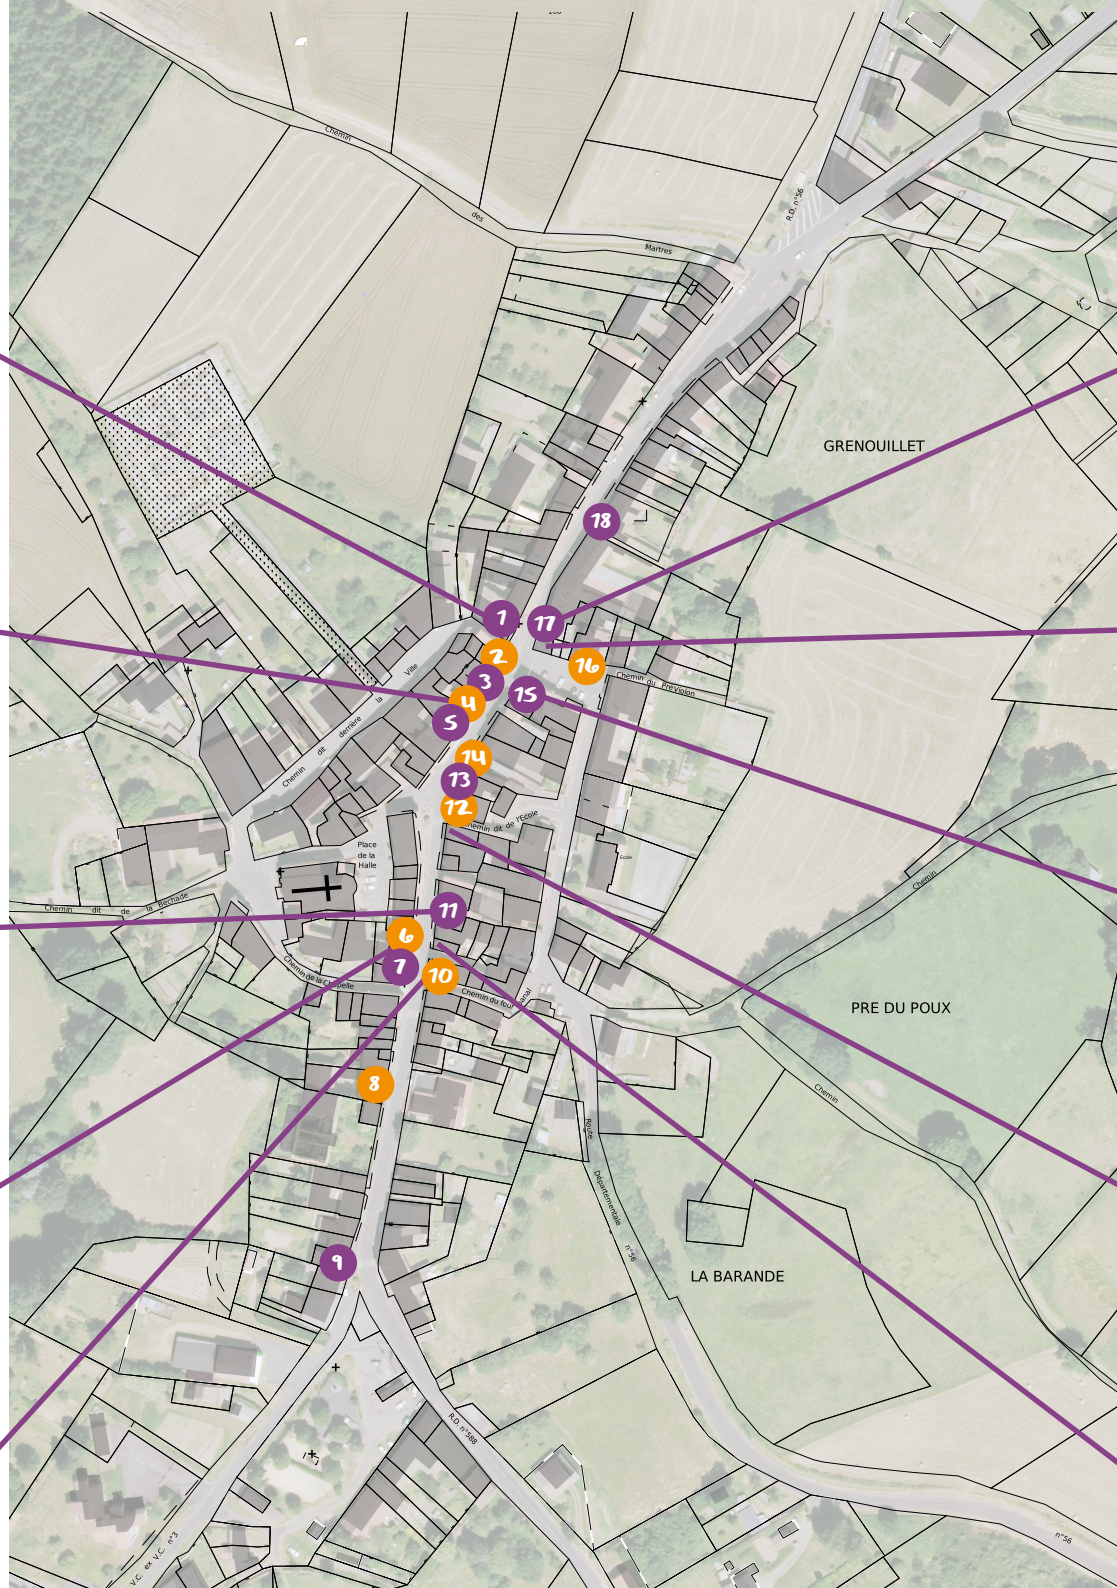 Chemin
des
Martres
R.D. n°56
GRENOUILLET
18
1
17
2
16
3
15
4
5
Chemin du PréViolon
Chemin dit derrière la Ville
14
13
12
Chemin dit de l'Ecole
Place
de la
Halle
Ecole
Chemin
Chemin dit de la Bechade
11
6
7
10
Chemin de la Chapelle
Chemin du four banal
PRE DU POUX
8
Chemin
Route Départementale n°56
LA BARANDE
9
R.D. n°588
V.C. ex V.C. n°3
n°56